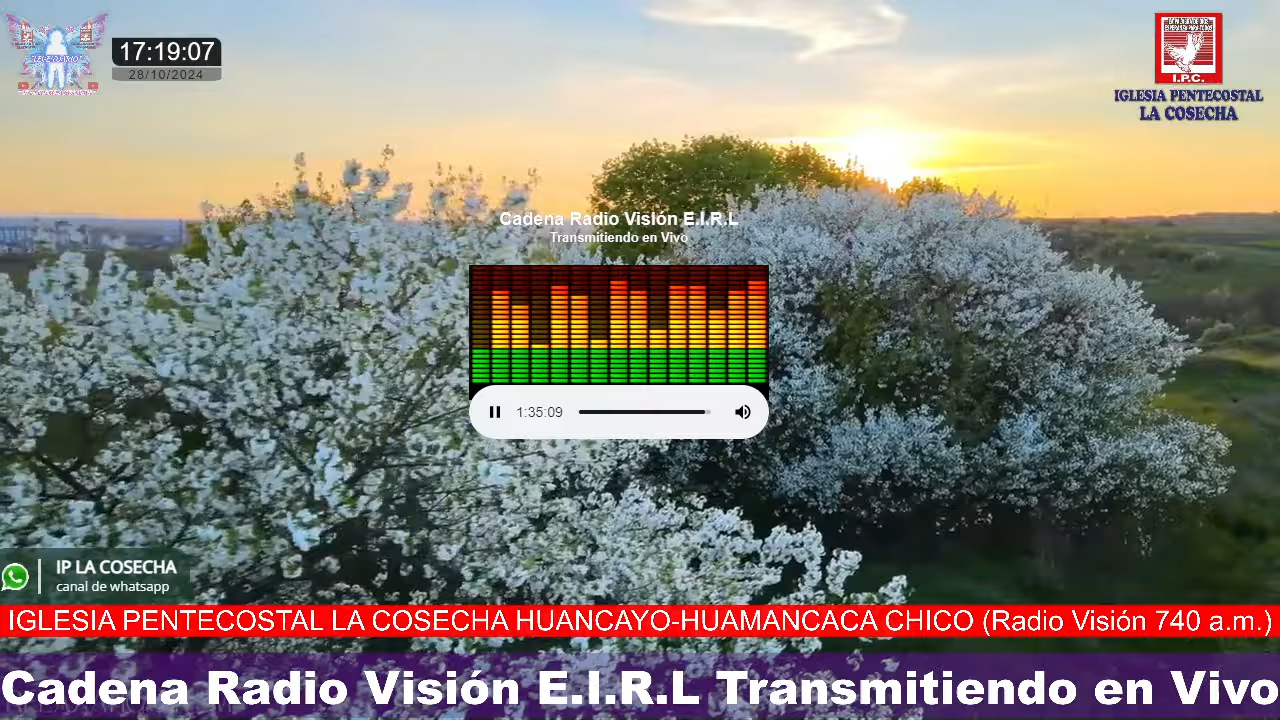 17:19:07
28/10/2024
I.P.C.
IGLESIA PENTECOSTAL
LA COSECHA
Cadena Radio Visión E.I.R.L
Transmitiendo en Vivo
1:35:09
IP LA COSECHA
canal de whatsapp
IGLESIA PENTECOSTAL LA COSECHA HUANCAYO-HUAMANCACA CHICO (Radio Visión 740 a.m.)
Cadena Radio Visión E.I.R.L Transmitiendo en Vivo